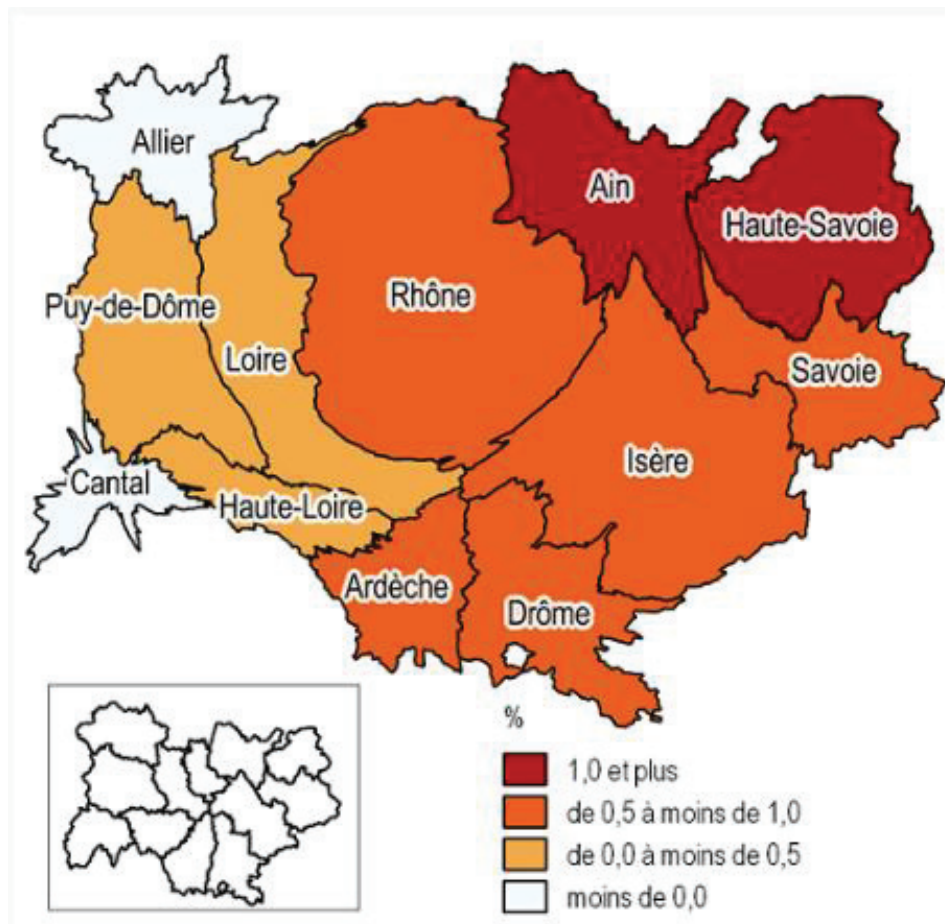 Allier
Ain
Haute-Savoie
Puy-de-Dôme
Rhône
Loire
Savoie
Isère
Cantal
Haute-Loire
Ardèche
Drôme
%
1,0 et plus
de 0,5 à moins de 1,0
de 0,0 à moins de 0,5
moins de 0,0